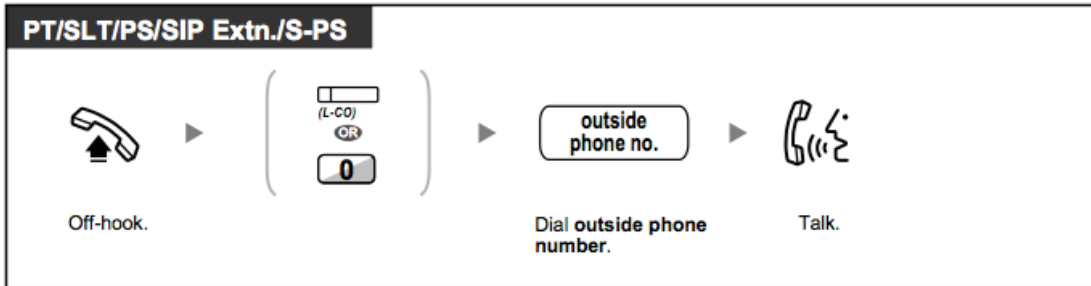 PT/SLT/PS/SIP Extn./S-PS
(L-CO)
OR
0
outside
phone no.
Off-hook.
Dial outside phone
number.
Talk.